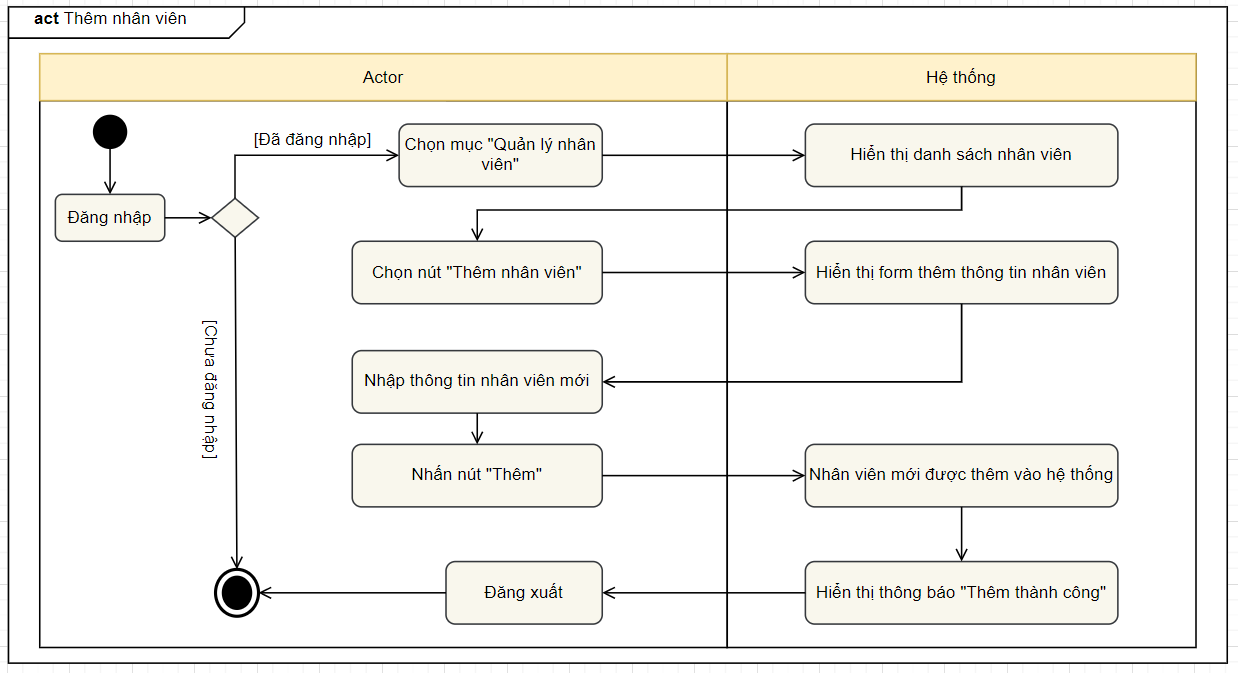 act Thêm nhân viên
Actor
Hệ thống
[Đã đăng nhập]
Chọn mục "Quản lý nhân
viên"
Hiển thị danh sách nhân viên
Đăng nhập
Chọn nút "Thêm nhân viên"
Hiển thị form thêm thông tin nhân viên
[Chưa đăng nhập]
Nhập thông tin nhân viên mới
Nhấn nút "Thêm"
Nhân viên mới được thêm vào hệ thống
Đăng xuất
Hiển thị thông báo "Thêm thành công"